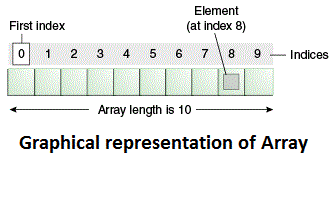 First index
Element
(at index 8)
0 1 2 3 4 5 6 7 8 9
Indices
Array length is 10
Graphical representation of Array